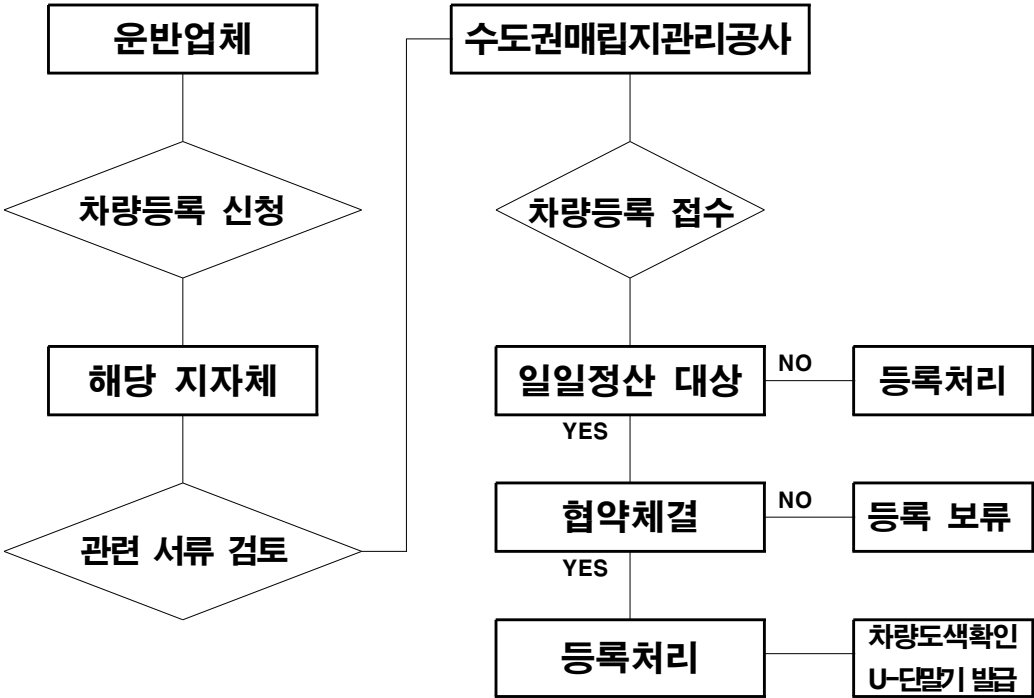 운반업체
차량등록 신청
해당 지자체
관련 서류 검토
수도권매립지관리공사
차량등록 접수
일일정산 대상
NO
등록처리
YES
협약체결
NO
등록 보류
YES
등록처리
차량도색확인
U-단말기 발급